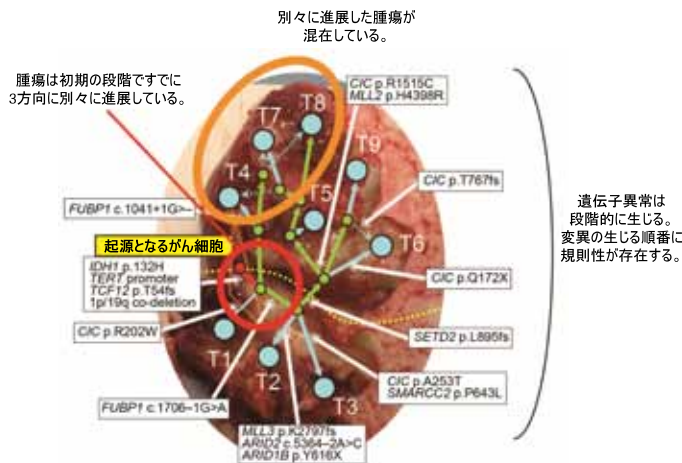 別々に進展した腫瘍が
混在している。
腫瘍は初期の段階ですでに
3方向に別々に進展している。
CIC p.R1515C
MLL2 p.H4398R
T8
T7
T9
T4
CIC p.T767fs
T5
FUBP1 c.1041+1G>–
遺伝子異常は
段階的に生じる。
変異の生じる順番に
規則性が存在する。
起源となるがん細胞
T6
IDH1 p.132H
TERT promoter
TCF12 p.T54fs
1p/19q co-deletion
CIC p.Q172X
CIC p.R202W
SETD2 p.L895fs
T1
T2
T3
CIC p.A253T
SMARCC2 p.P643L
FUBP1 c.1706–1G>A
MLL3 p.K2797fs
ARID2 c.5364–2A>C
ARID1B p.Y616X